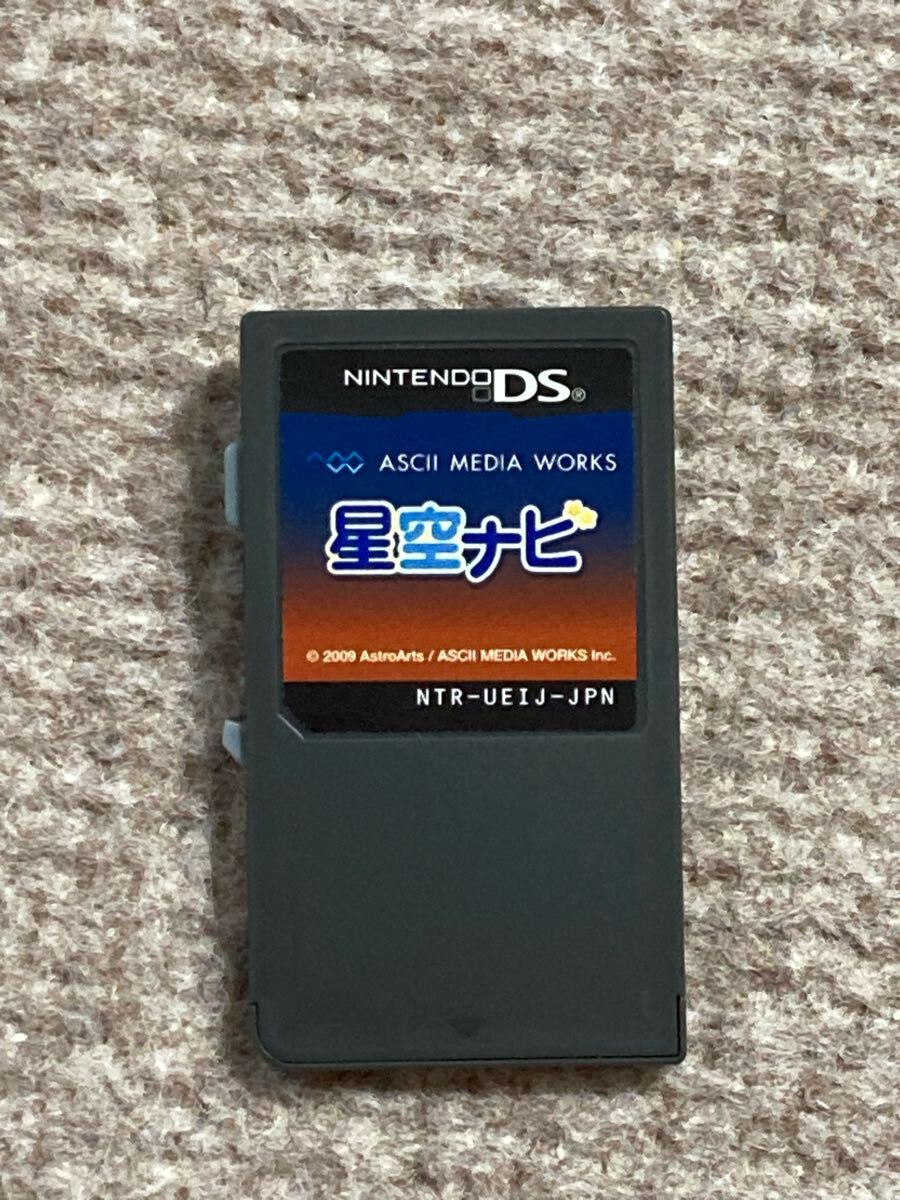 NINTENDO DS®
ASCII MEDIA WORKS
星空ナビ
© 2009 AstroArts / ASCII MEDIA WORKS Inc.
NTR-UEIJ-JPN